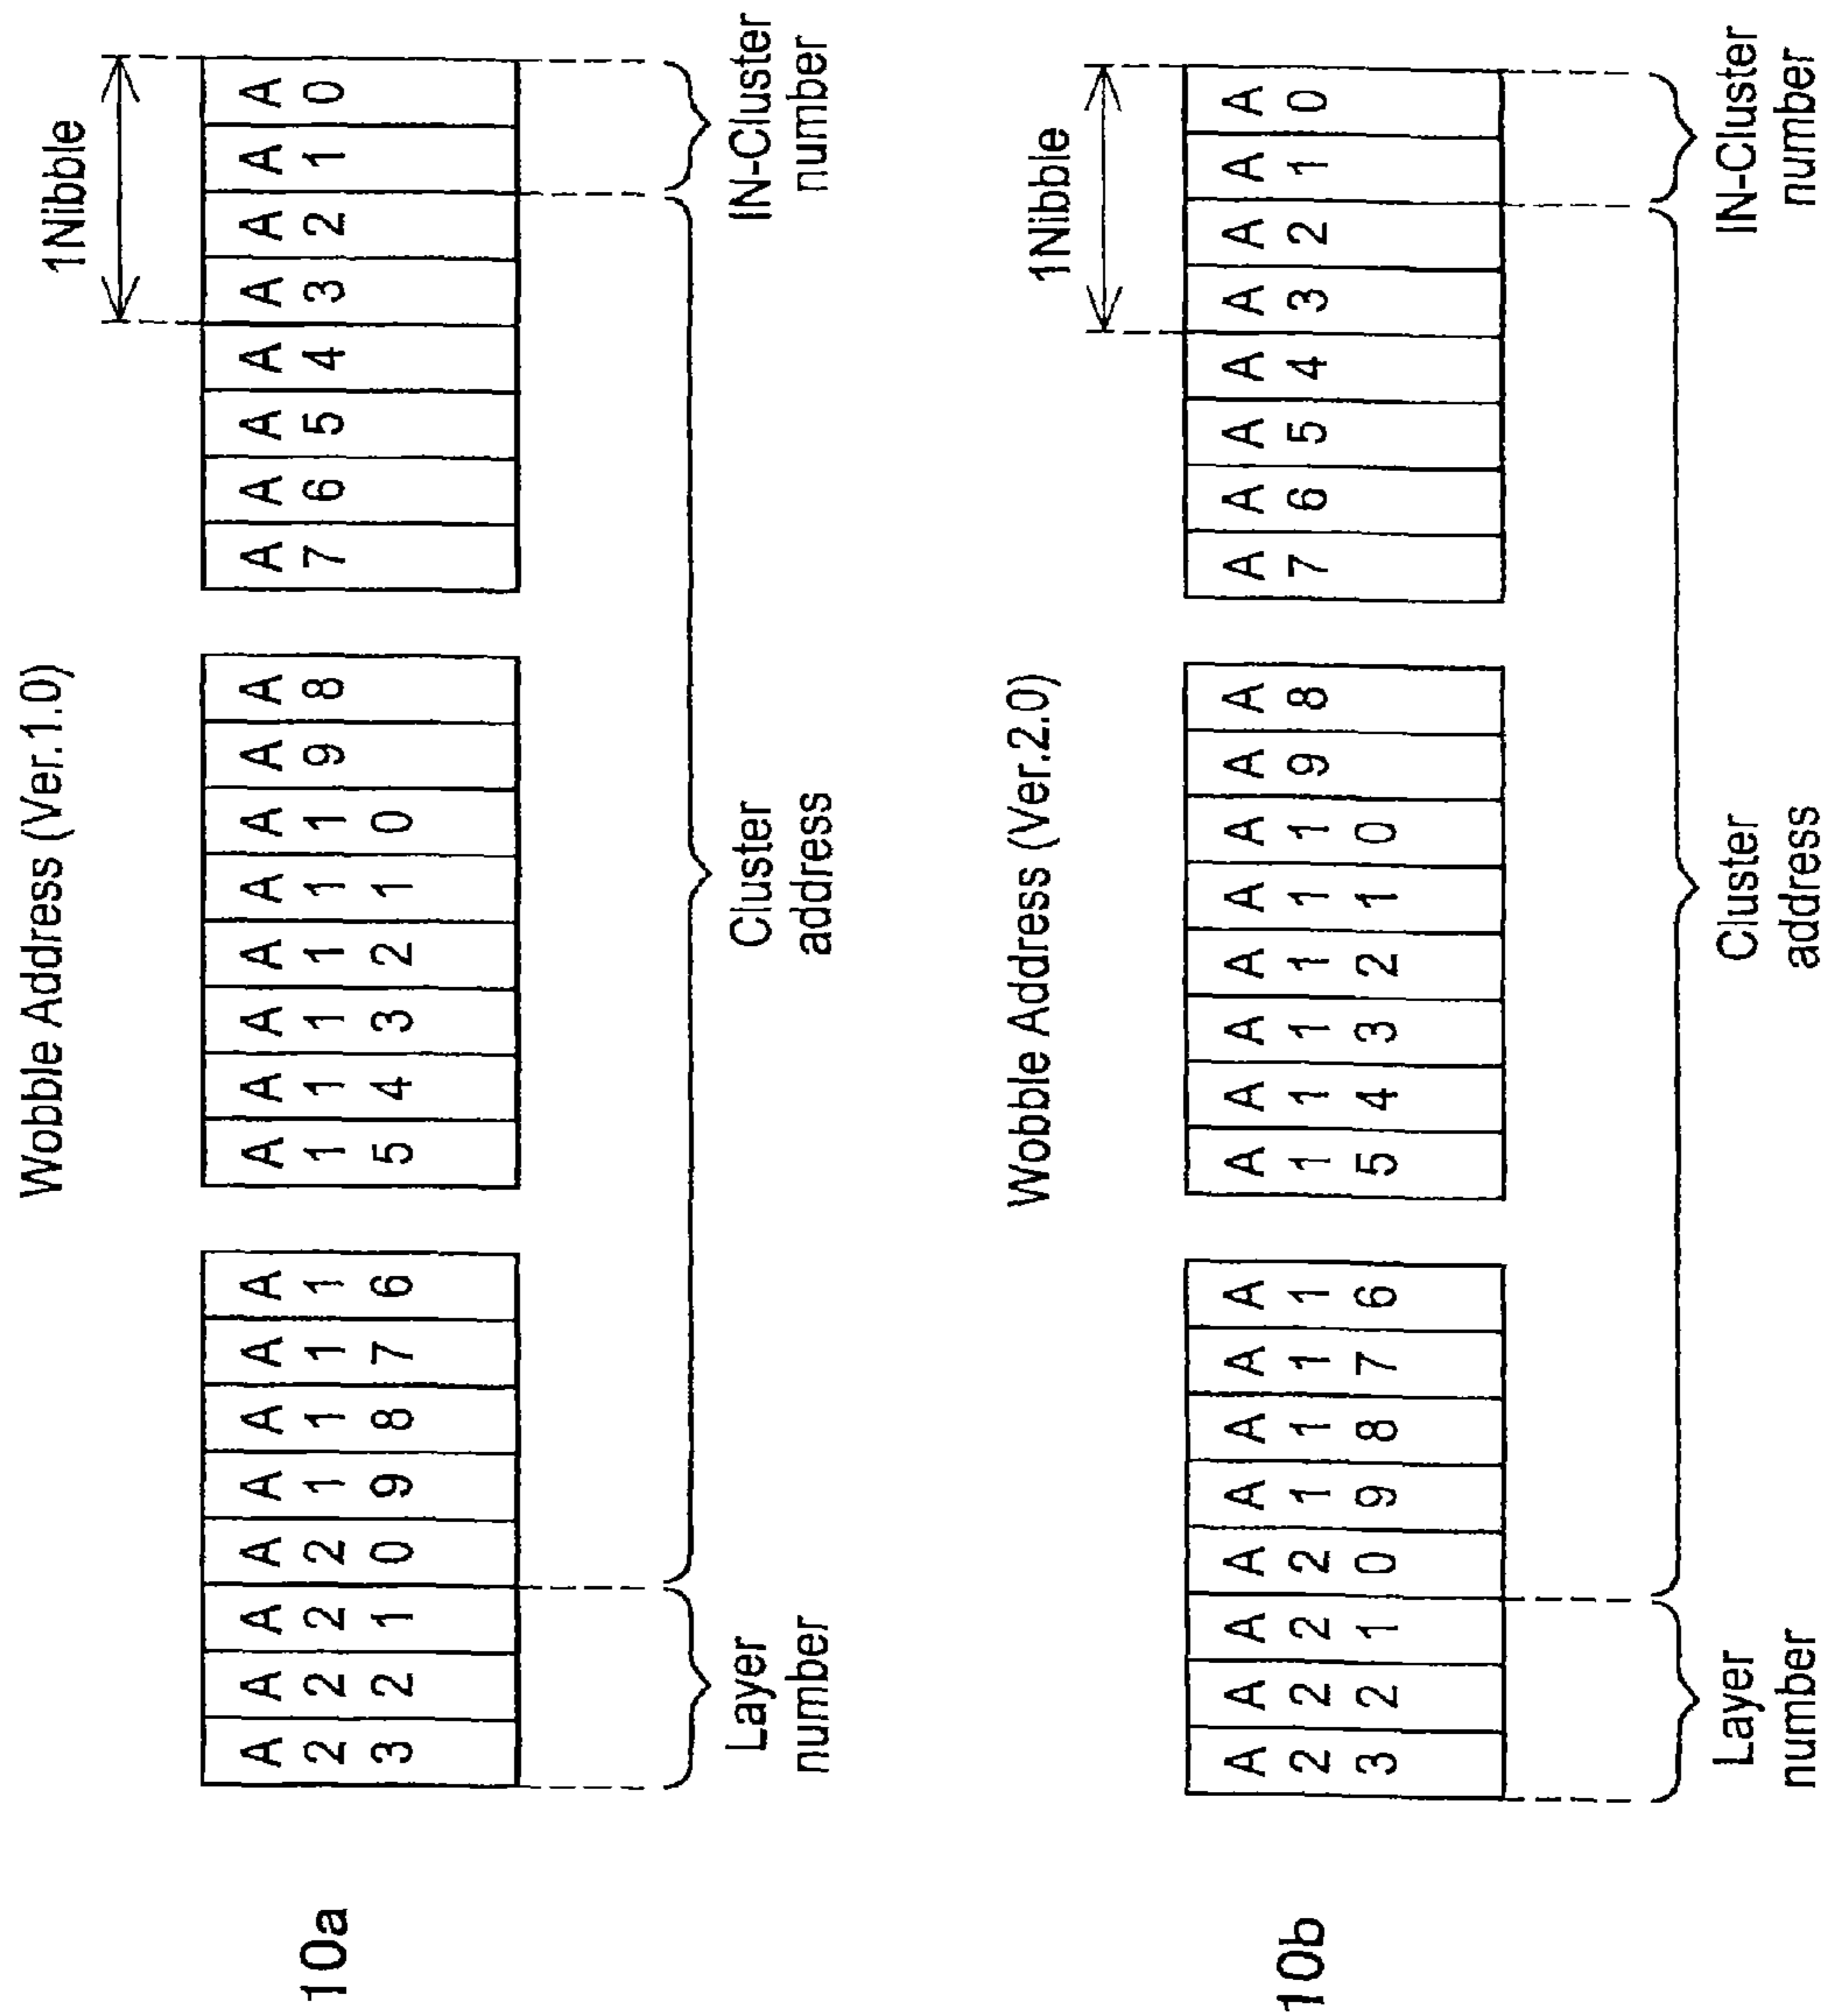 Wobble Address (Ver.1.0)
1Nibble
10a
A23 A22 A21 A20 A19 A18 A17 A16
A15 A14 A13 A12 A11 A10 A9 A8
A7 A6 A5 A4 A3 A2 A1 A0
Layer number
Cluster address
IN-Cluster number
Wobble Address (Ver.2.0)
1Nibble
10b
A23 A22 A21 A20 A19 A18 A17 A16
A15 A14 A13 A12 A11 A10 A9 A8
A7 A6 A5 A4 A3 A2 A1 A0
Layer number
Cluster address
IN-Cluster number